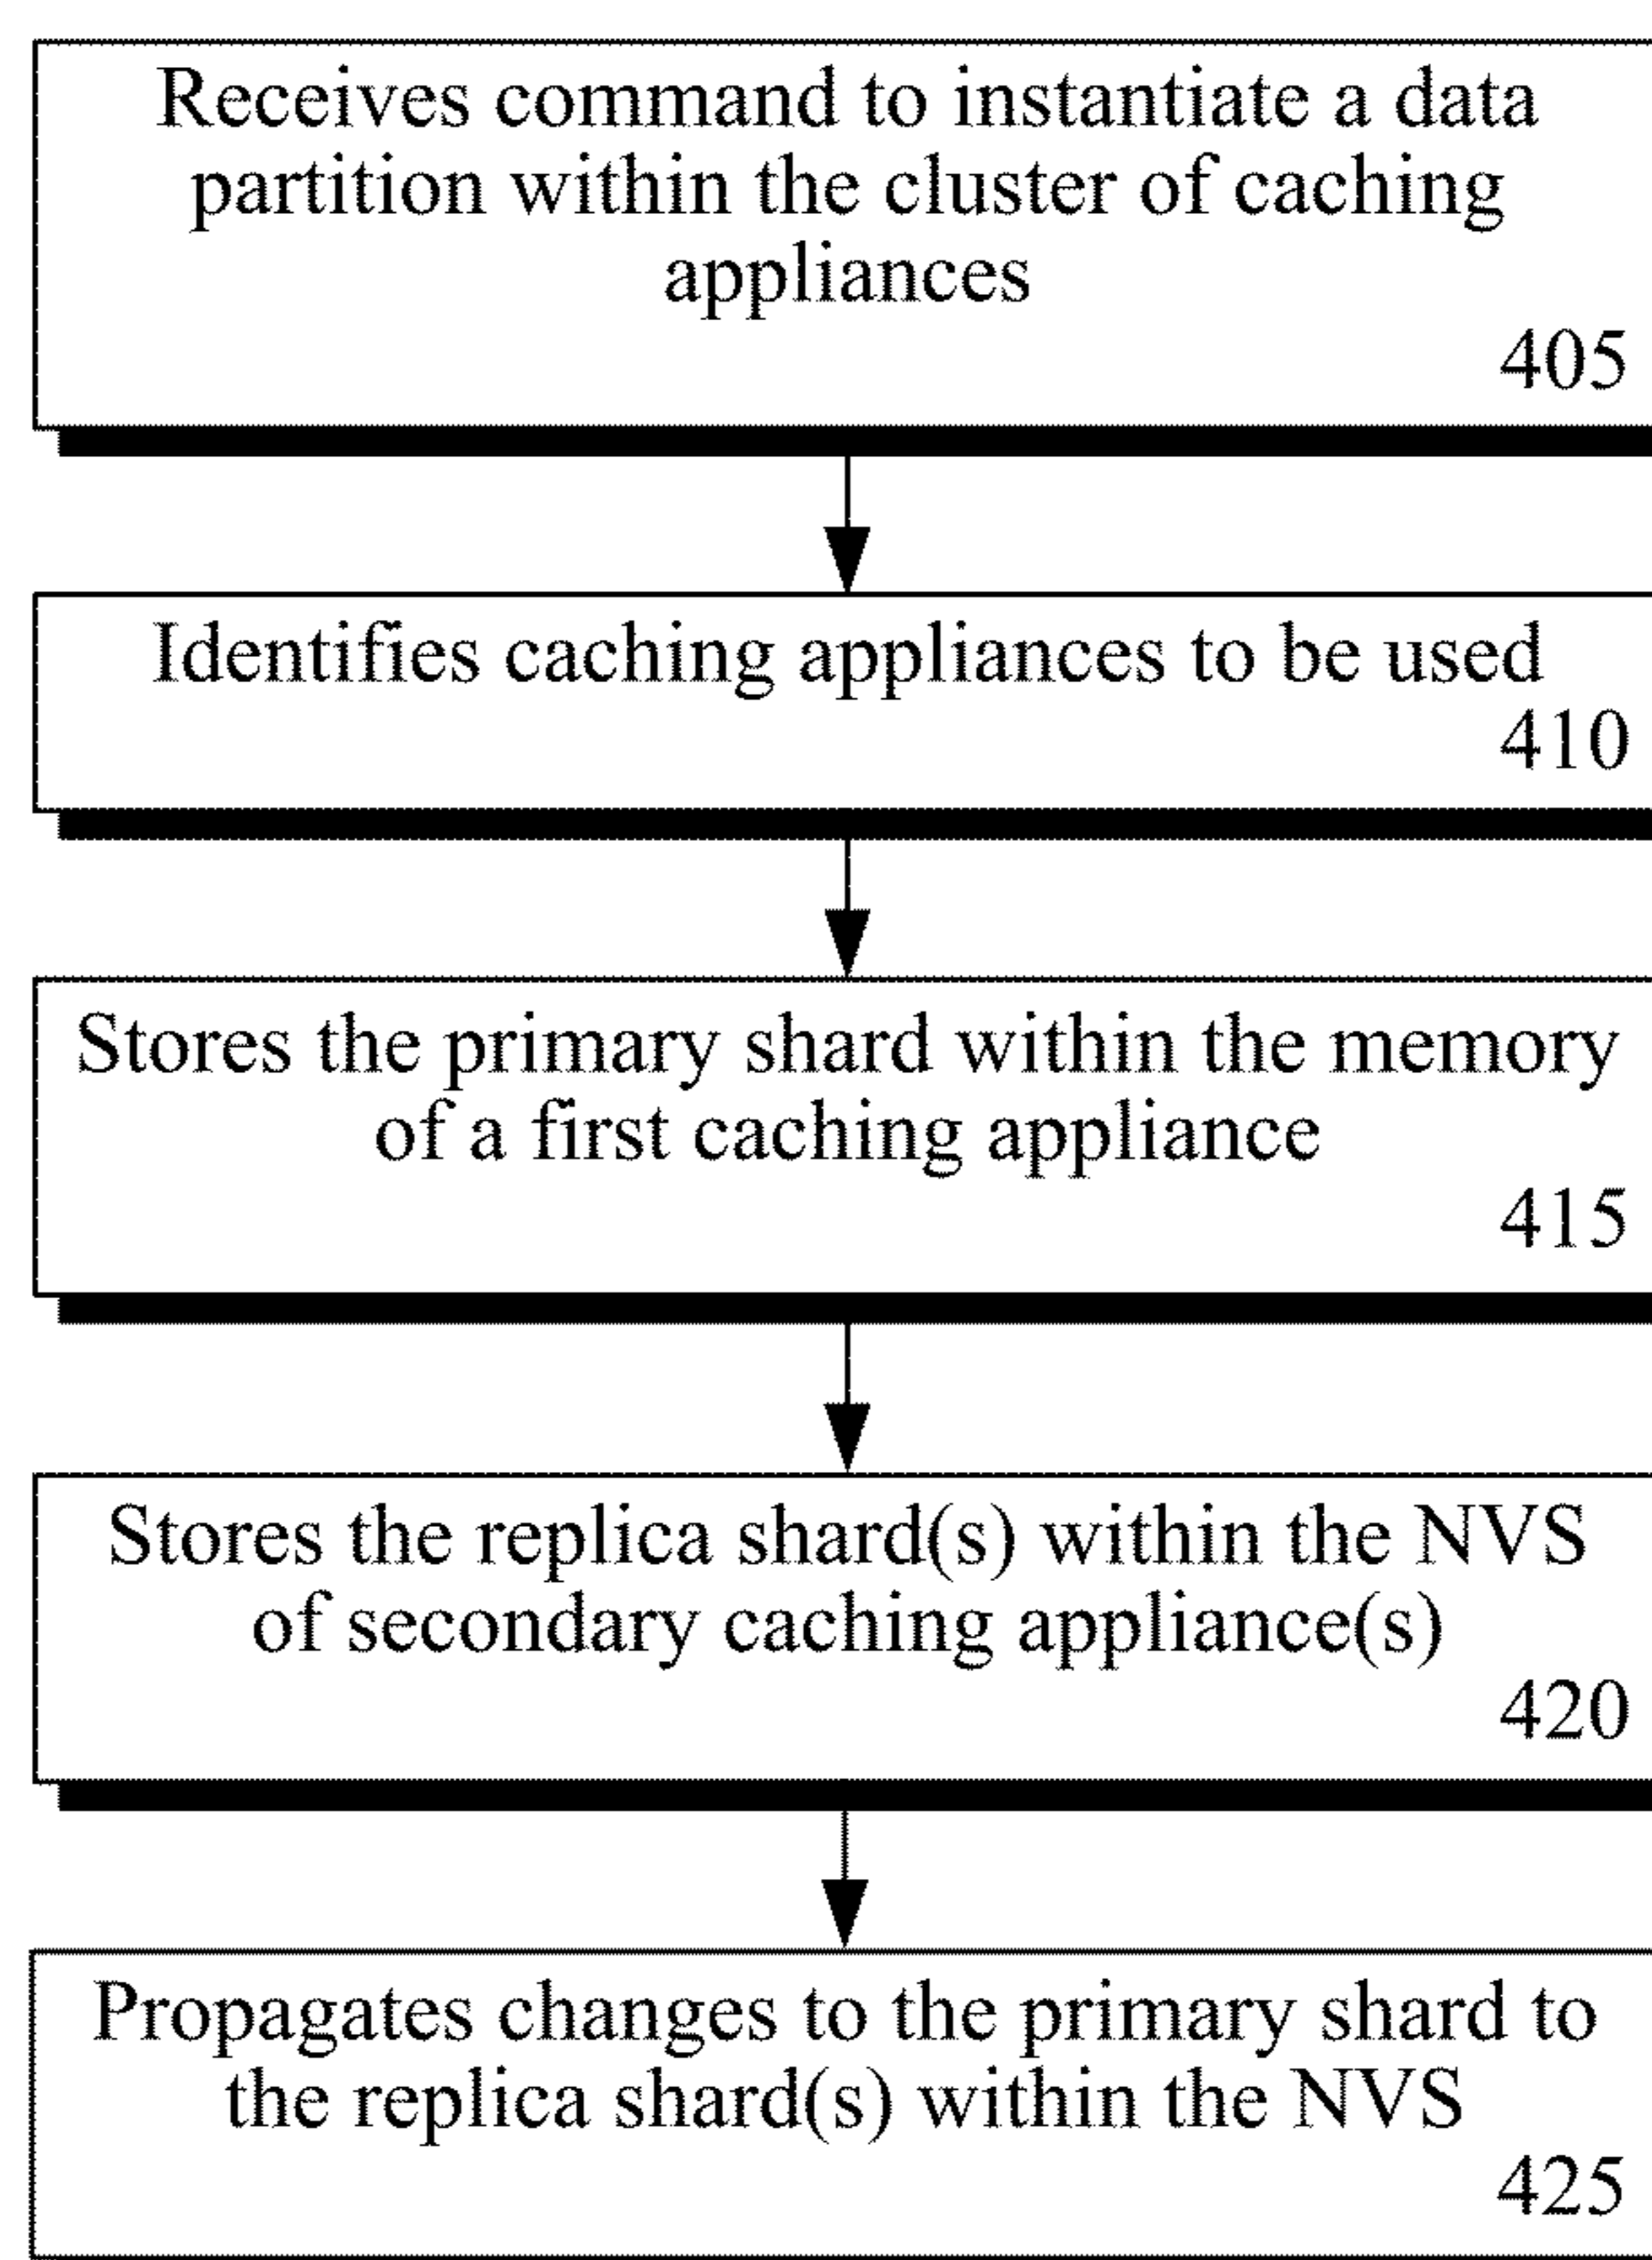 Receives command to instantiate a data
partition within the cluster of caching
appliances
405
Identifies caching appliances to be used
410
Stores the primary shard within the memory
of a first caching appliance
415
Stores the replica shard(s) within the NVS
of secondary caching appliance(s)
420
Propagates changes to the primary shard to
the replica shard(s) within the NVS
425